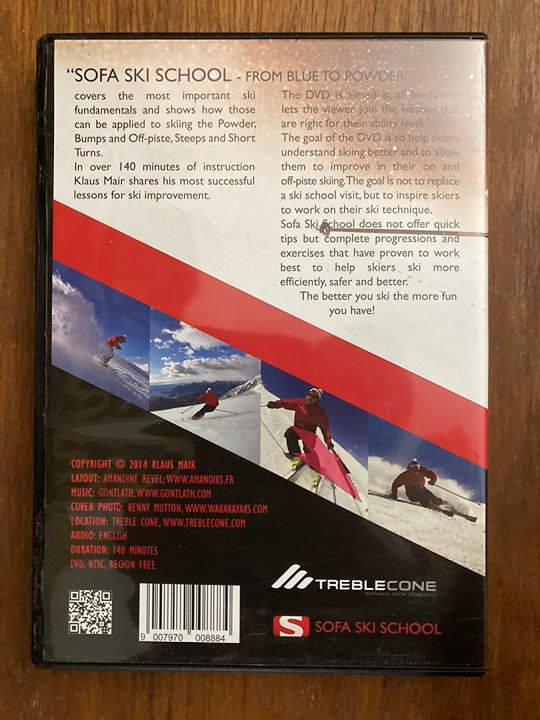 "SOFA SKI SCHOOL - FROM BLUE TO POWDER"
covers the most important ski
fundamentals and shows how those
can be applied to skiing the Powder,
Bumps and Off-piste, Steeps and Short
Turns.
In over 140 minutes of instruction
Klaus Mair shares his most successful
lessons for ski improvement.
The DVD is aimed at all levels and
lets the viewer join the lessons that
are right for their ability level.
The goal of the DVD is to help skiers
understand skiing better and to allow
them to improve in their on and
off-piste skiing. The goal is not to replace
a ski school visit, but to inspire skiers
to work on their ski technique.
Sofa Ski School does not offer quick
tips but complete progressions and
exercises that have proven to work
best to help skiers ski more
efficiently, safer and better.
The better you ski the more fun
you have!
COPYRIGHT © 2014 KLAUS MAIR
LAYOUT: AMANDINE REVEL, WWW.AMANDIKS.FR
MUSIC: GONTLATH, WWW.GONTLATH.COM
COVER PHOTO: KENNY MUTTON, WWW.WAKAKAYAKS.COM
LOCATION: TREBLE CONE, WWW.TREBLECONE.COM
AUDIO: ENGLISH
DURATION: 140 MINUTES
DVD, NTSC, REGION FREE
9 007970 008884
TREBLECONE
WANAKA NEW ZEALAND
S SOFA SKI SCHOOL